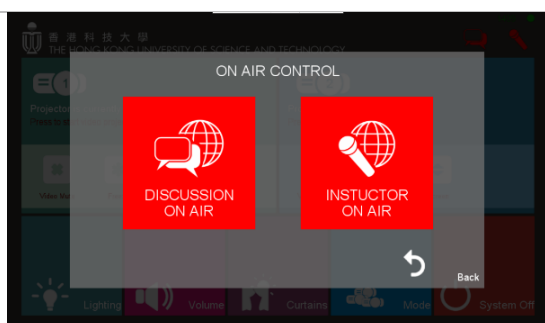 香港科技大學
THE HONG KONG UNIVERSITY OF SCIENCE AND TECHNOLOGY
ON AIR CONTROL
1
Projector
DISCUSSION
ON AIR
INSTUCTOR
ON AIR
Back
Lighting
Volume
Curtains
Mode
System Off